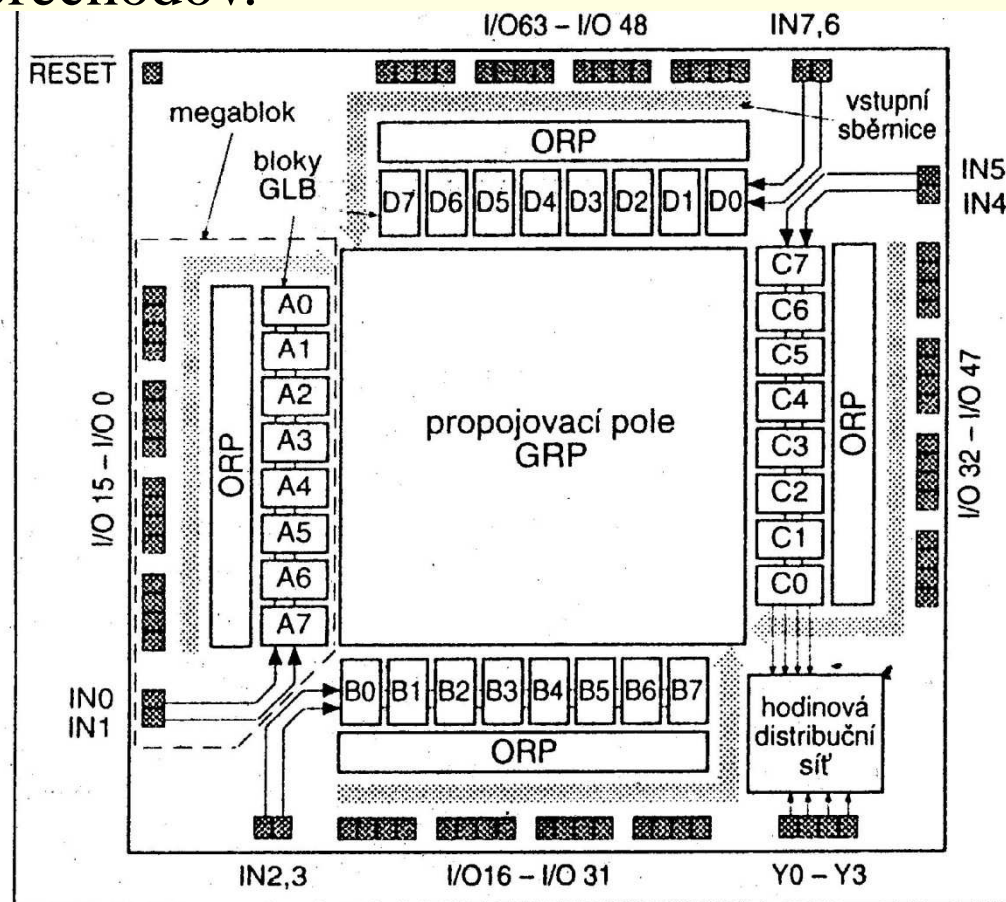 prechodov.
I/O63 – I/O 48
IN7,6
RESET
megablok
vstupní
sběrnice
bloky
GLB
ORP
D7 D6 D5 D4 D3 D2 D1 D0
IN5
IN4
A0
A1
A2
A3
A4
A5
A6
A7
ORP
I/O 15 – I/O 0
propojovací pole
GRP
C7
C6
C5
C4
C3
C2
C1
C0
ORP
I/O 32 – I/O 47
IN0
IN1
B0 B1 B2 B3 B4 B5 B6 B7
ORP
hodinová
distribuční
síť
IN2,3
I/O16 – I/O 31
Y0 – Y3